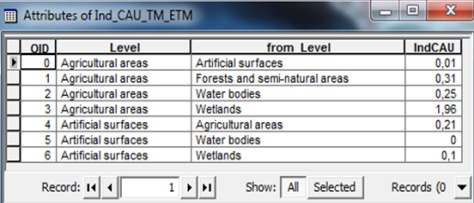 Attributes of Ind_CAU_TM_ETM
OID Level from_Level IndCAU
0 Agricultural areas Artificial surfaces 0,01
1 Agricultural areas Forests and semi-natural areas 0,31
2 Agricultural areas Water bodies 0,25
3 Agricultural areas Wetlands 1,96
4 Artificial surfaces Agricultural areas 0,21
5 Artificial surfaces Water bodies 0
6 Artificial surfaces Wetlands 0,1
Record: 1 Show: All Selected Records (0